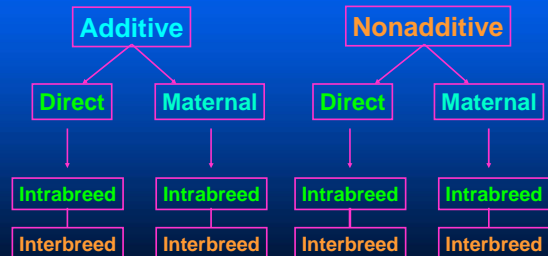 Additive Nonadditive
Direct Maternal Direct Maternal
Intrabreed Intrabreed Intrabreed Intrabreed
Interbreed Interbreed Interbreed Interbreed